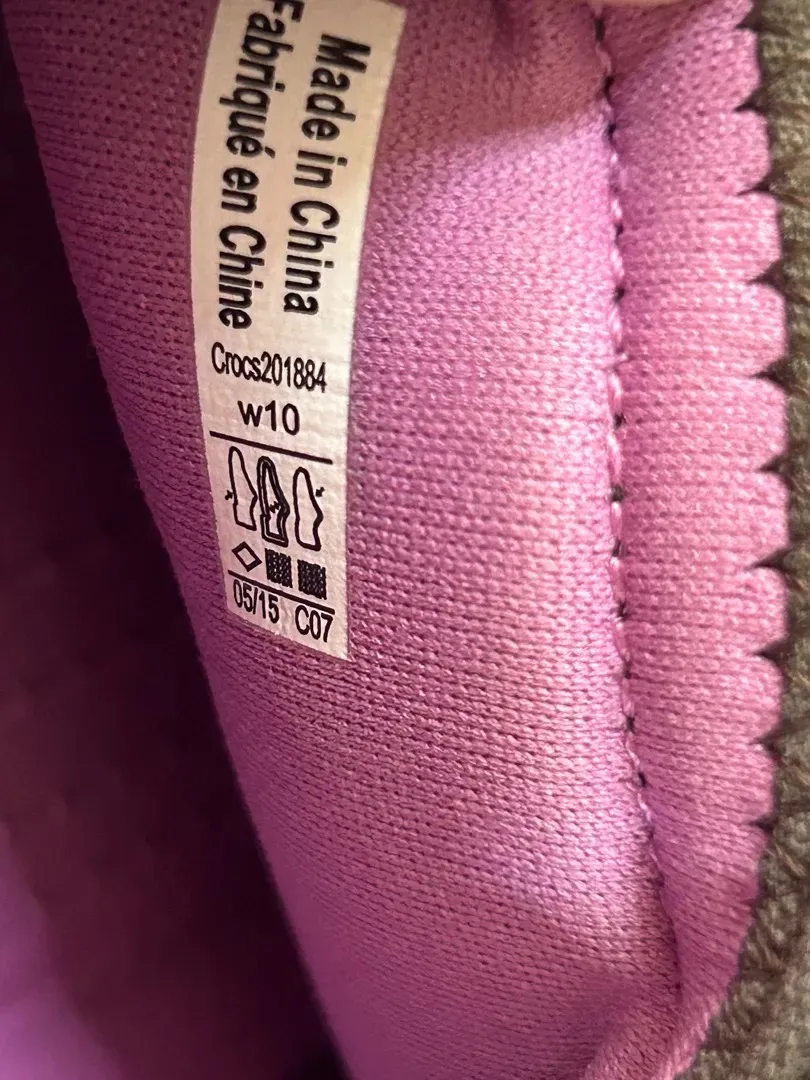 Made in China
Fabriqué en Chine
Crocs201884
w10
05/15 C07